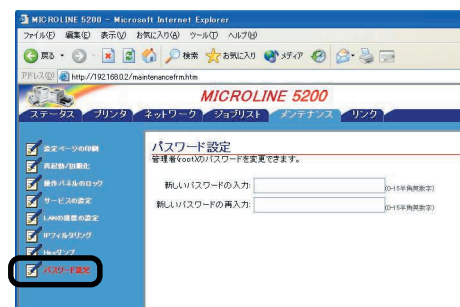 MICROLINE 5200 - Microsoft Internet Explorer
ファイル(F) 編集(E) 表示(V) お気に入り(A) ツール(T) ヘルプ(H)
戻る 検索 お気に入り メディア
アドレス(D) http://192.168.0.2/maintenancefrm.htm
MICROLINE 5200
ステータス プリンタ ネットワーク ジョブリスト メンテナンス リンク
設定ページの印刷
再起動/初期化
操作パネルのロック
サービスの設定
LANの速度の設定
IPフィルタリング
Hexダンプ
パスワード設定
パスワード設定
管理者(root)のパスワードを変更できます。
新しいパスワードの入力: (0-15半角英数字)
新しいパスワードの再入力: (0-15半角英数字)